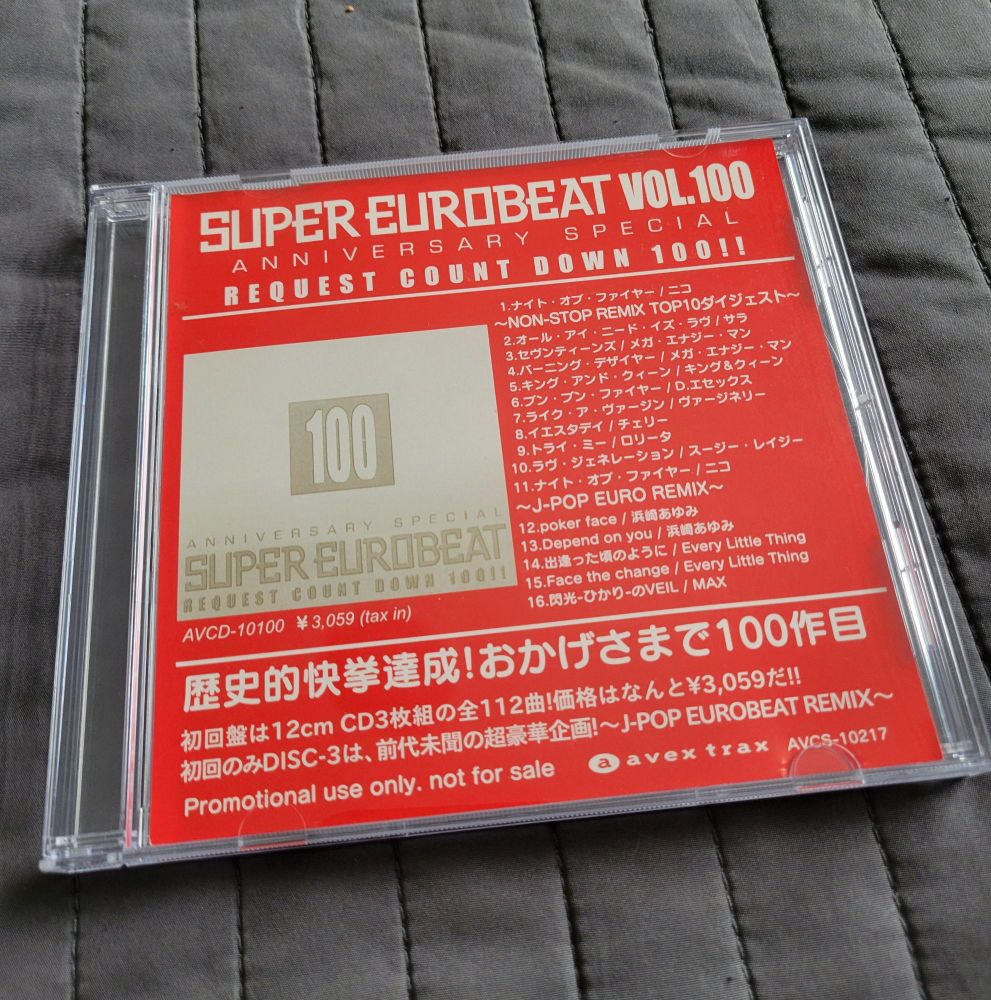 SUPER EUROBEAT VOL.100
ANNIVERSARY SPECIAL
REQUEST COUNT DOWN 100!!
1.ナイト・オブ・ファイヤー/ニコ
～NON-STOP REMIX TOP10ダイジェスト～
2.オール・アイ・ニード・イズ・ラヴ/サラ
3.セヴンティーンズ/メガ・エナジー・マン
4.バーニング・デザイヤー/メガ・エナジー・マン
5.キング・アンド・クィーン/キング&クィーン
6.ブン・ブン・ファイヤー/D.エセックス
7.ライク・ア・ヴァージン/ヴァージネリー
8.イエスタデイ/チェリー
9.トライ・ミー/ロリータ
10.ラヴ・ジェネレーション/スージー・レイジー
11.ナイト・オブ・ファイヤー/ニコ
～J-POP EURO REMIX～
12.poker face/浜崎あゆみ
13.Depend on you/浜崎あゆみ
14.出逢った頃のように/Every Little Thing
15.Face the change/Every Little Thing
16.閃光-ひかり-のVEIL/MAX
100
ANNIVERSARY SPECIAL
SUPER EUROBEAT
REQUEST COUNT DOWN 100!!
AVCD-10100 ¥3,059 (tax in)
歴史的快挙達成!おかげさまで100作目
初回盤は12cm CD3枚組の全112曲!価格はなんと¥3,059だ!!
初回のみDISC-3は、前代未聞の超豪華企画!～J-POP EUROBEAT REMIX～
Promotional use only. not for sale a avex trax AVCS-10217